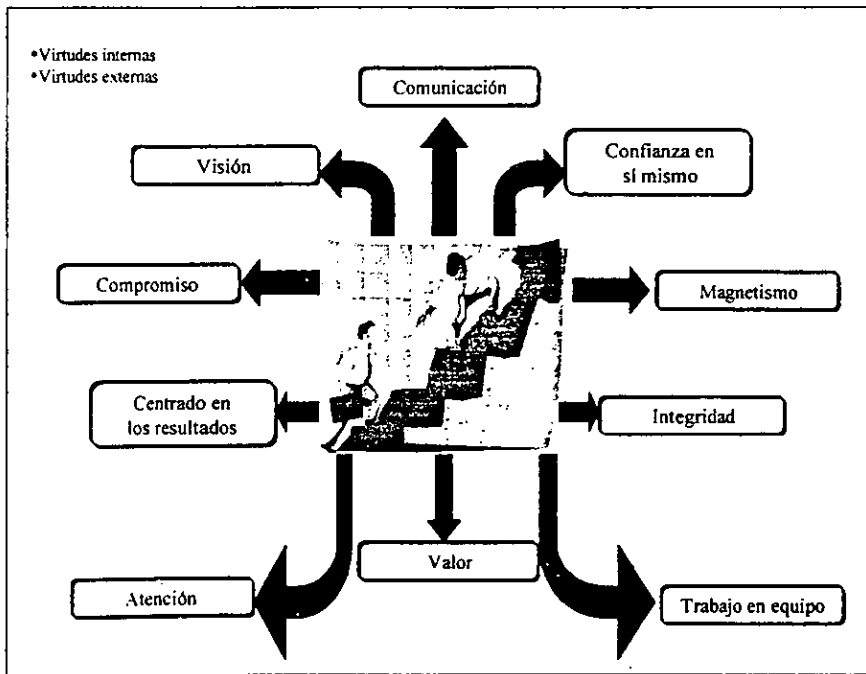 •Virtudes internas
•Virtudes externas
Comunicación
Visión
Confianza en
sí mismo
Compromiso
Magnetismo
Centrado en
los resultados
Integridad
Valor
Atención
Trabajo en equipo